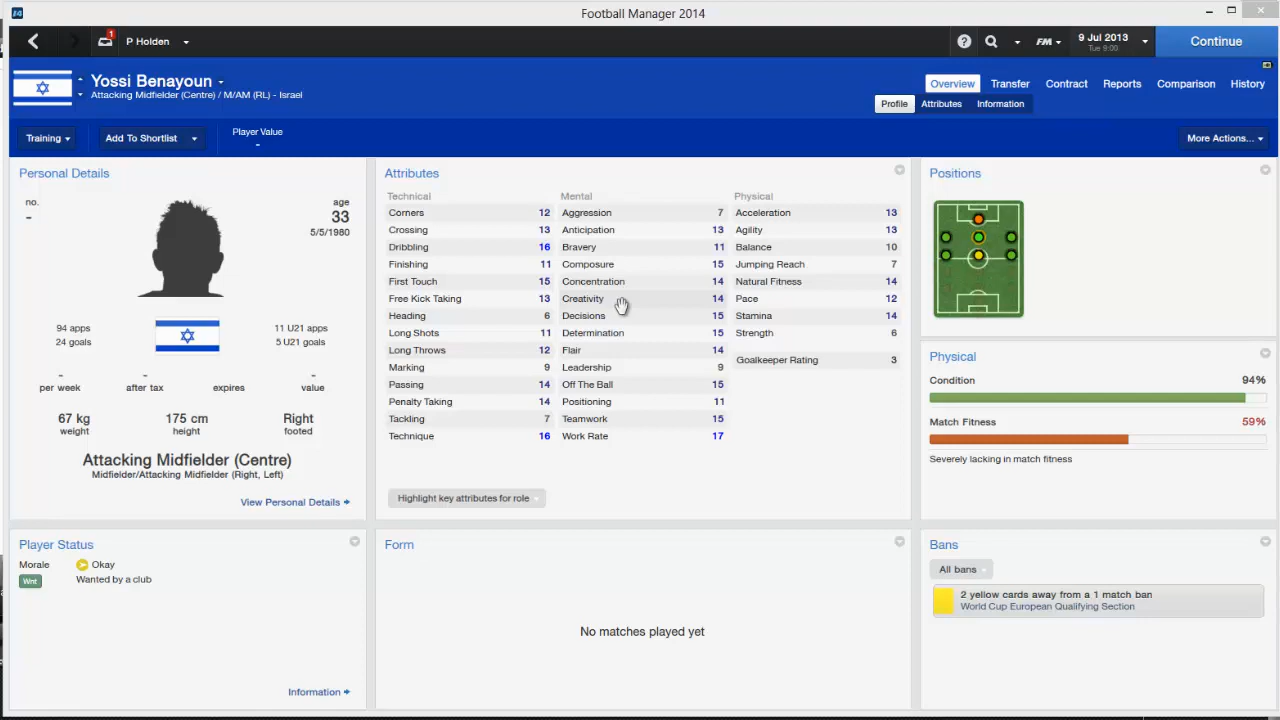 Football Manager 2014
1
P Holden
FM
9 Jul 2013
Tue 9:00
Continue
Yossi Benayoun
Attacking Midfielder (Centre) / M/AM (RL) - Israel
Overview Transfer Contract Reports Comparison History
Profile Attributes Information
Training Add To Shortlist
Player Value
-
More Actions...
Personal Details
no.
-
age
33
5/5/1980
94 apps
24 goals
11 U21 apps
5 U21 goals
-
per week
-
after tax
expires
-
value
67 kg
weight
175 cm
height
Right
footed
Attacking Midfielder (Centre)
Midfielder/Attacking Midfielder (Right, Left)
View Personal Details
Attributes
Technical Mental Physical
Corners 12 Aggression 7 Acceleration 13
Crossing 13 Anticipation 13 Agility 13
Dribbling 16 Bravery 11 Balance 10
Finishing 11 Composure 15 Jumping Reach 7
First Touch 15 Concentration 14 Natural Fitness 14
Free Kick Taking 13 Creativity 14 Pace 12
Heading 6 Decisions 15 Stamina 14
Long Shots 11 Determination 15 Strength 6
Long Throws 12 Flair 14
Goalkeeper Rating 3
Marking 9 Leadership 9
Passing 14 Off The Ball 15
Penalty Taking 14 Positioning 11
Tackling 7 Teamwork 15
Technique 16 Work Rate 17
Highlight key attributes for role
Positions
Physical
Condition 94%
Match Fitness 59%
Severely lacking in match fitness
Player Status
Morale Okay
Wnt Wanted by a club
Information
Form
No matches played yet
Bans
All bans
2 yellow cards away from a 1 match ban
World Cup European Qualifying Section